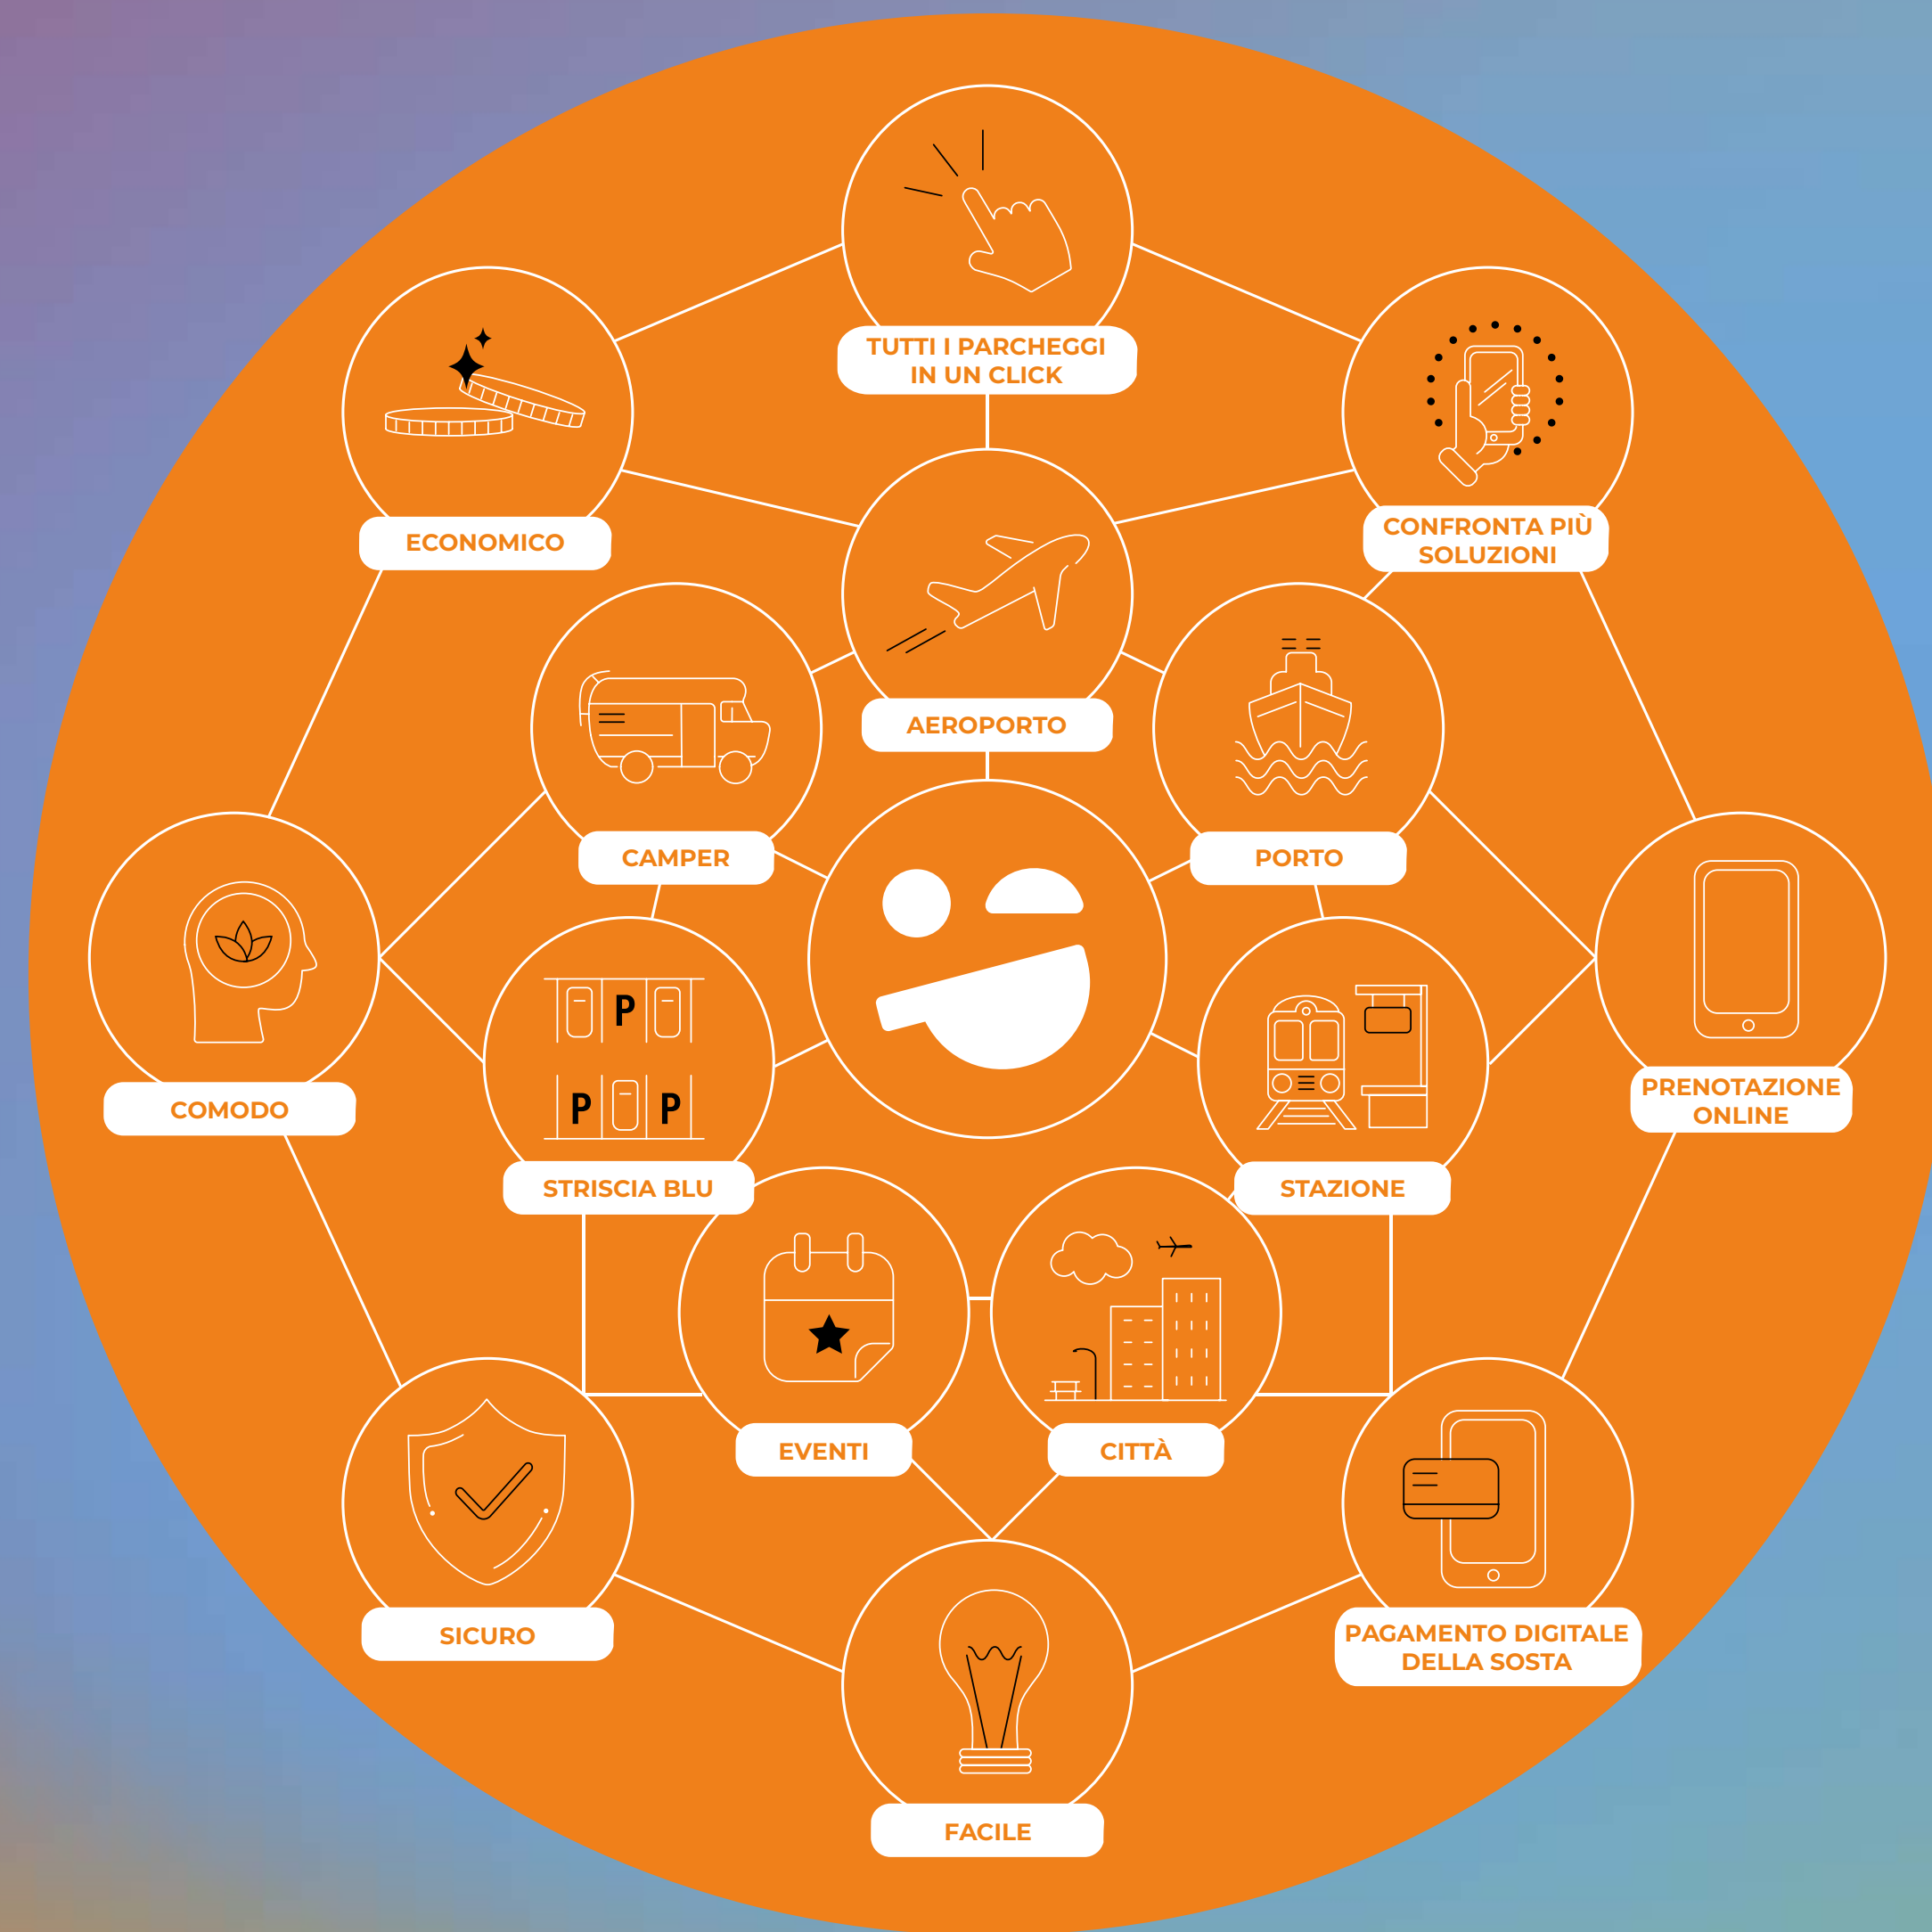 TUTTI I PARCHEGGI
IN UN CLICK
ECONOMICO
CONFRONTA PIÙ
SOLUZIONI
AEROPORTO
CAMPER
PORTO
COMODO
PRENOTAZIONE
ONLINE
P
P P
STRISCIA BLU
STAZIONE
EVENTI
CITTÀ
SICURO
PAGAMENTO DIGITALE
DELLA SOSTA
FACILE